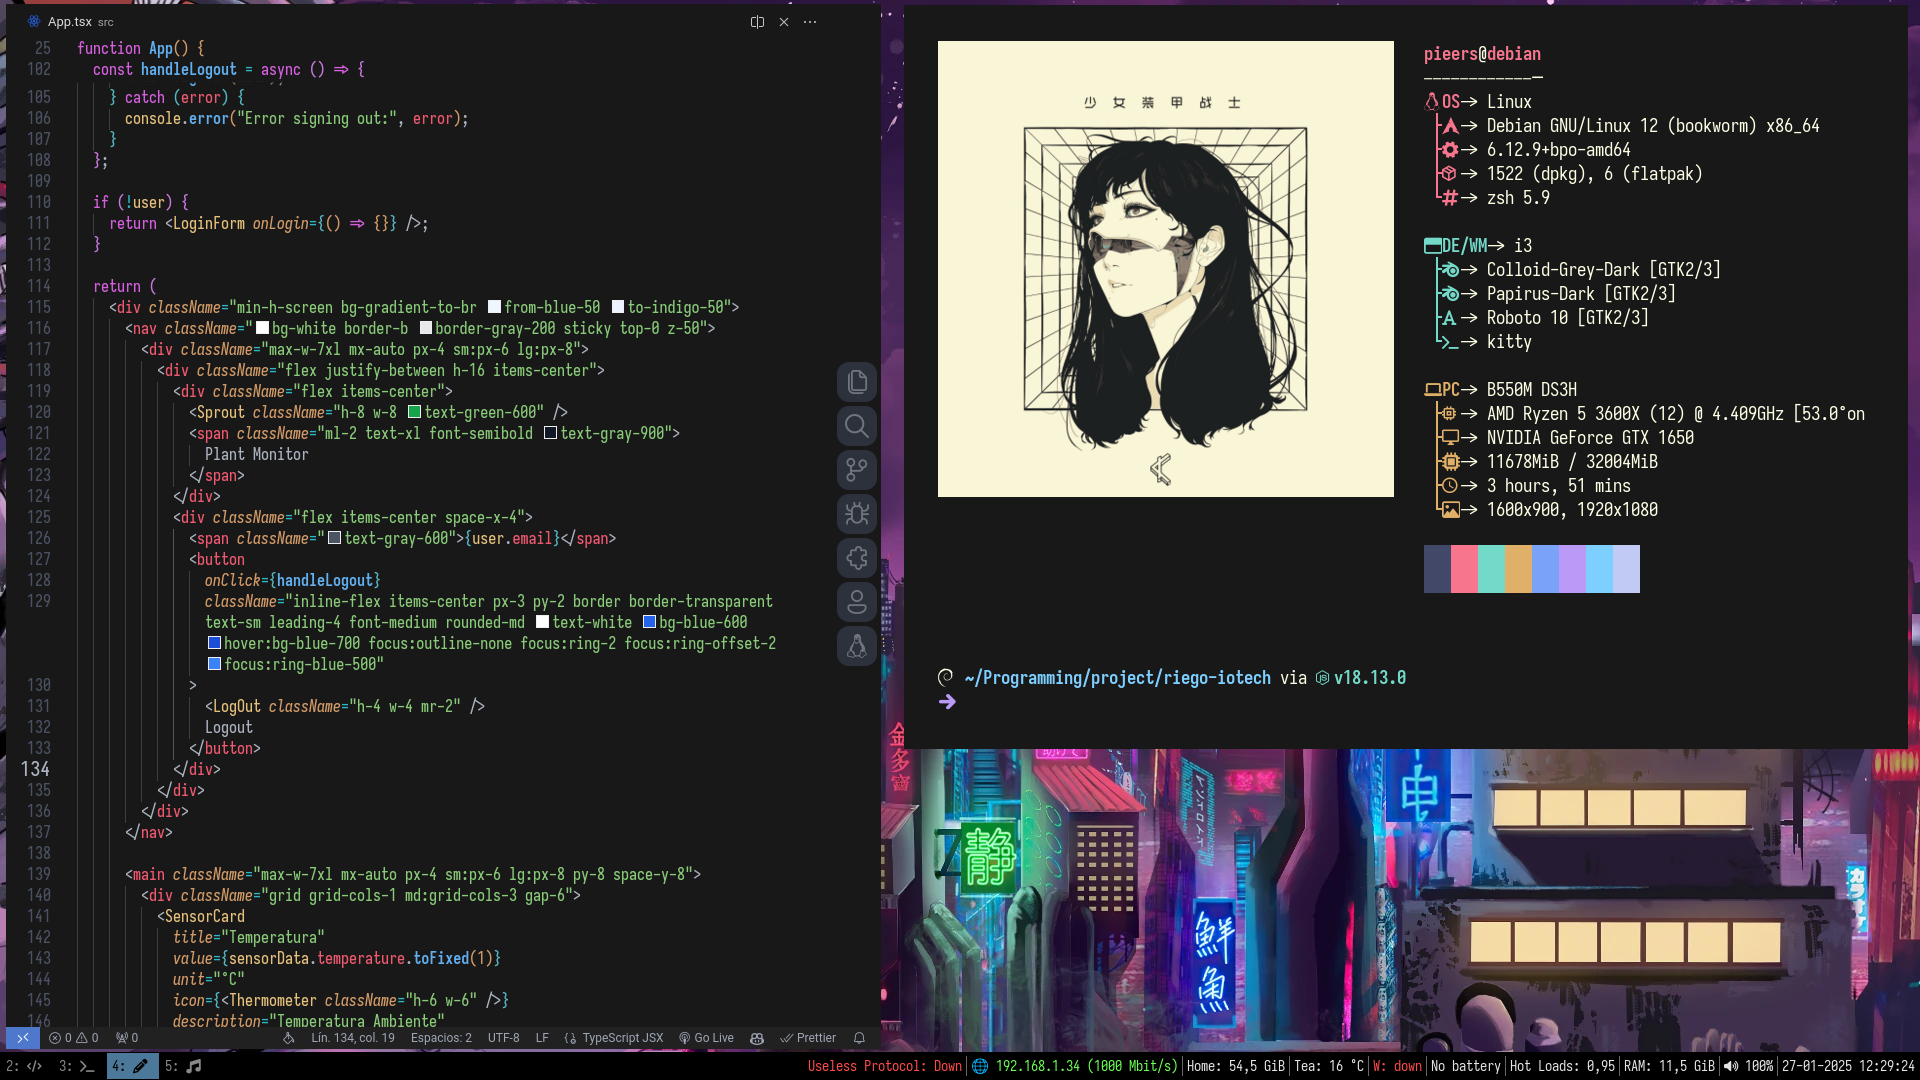 App.tsx src
25 function App() {
102 const handleLogout = async () => {
105 } catch (error) {
106 console.error("Error signing out:", error);
107 }
108 };
109
110 if (!user) {
111 return <LoginForm onLogin={() => {}} />;
112 }
113
114 return (
115 <div className="min-h-screen bg-gradient-to-br from-blue-50 to-indigo-50">
116 <nav className="bg-white border-b border-gray-200 sticky top-0 z-50">
117 <div className="max-w-7xl mx-auto px-4 sm:px-6 lg:px-8">
118 <div className="flex justify-between h-16 items-center">
119 <div className="flex items-center">
120 <Sprout className="h-8 w-8 text-green-600" />
121 <span className="ml-2 text-xl font-semibold text-gray-900">
122 Plant Monitor
123 </span>
124 </div>
125 <div className="flex items-center space-x-4">
126 <span className="text-gray-600">{user.email}</span>
127 <button
128 onClick={handleLogout}
129 className="inline-flex items-center px-3 py-2 border border-transparent
text-sm leading-4 font-medium rounded-md text-white bg-blue-600
hover:bg-blue-700 focus:outline-none focus:ring-2 focus:ring-offset-2
focus:ring-blue-500"
130 >
131 <LogOut className="h-4 w-4 mr-2" />
132 Logout
133 </button>
134 </div>
135 </div>
136 </div>
137 </nav>
138
139 <main className="max-w-7xl mx-auto px-4 sm:px-6 lg:px-8 py-8 space-y-8">
140 <div className="grid grid-cols-1 md:grid-cols-3 gap-6">
141 <SensorCard
142 title="Temperatura"
143 value={sensorData.temperature.toFixed(1)}
144 unit="°C"
145 icon={<Thermometer className="h-6 w-6" />}
146 description="Temperatura Ambiente"
0 0 0 Lín. 134, col. 19 Espacios: 2 UTF-8 LF TypeScript JSX Go Live Prettier
少女装甲战士
pieers@debian
OS Linux
Debian GNU/Linux 12 (bookworm) x86_64
6.12.9+bpo-amd64
1522 (dpkg), 6 (flatpak)
zsh 5.9
DE/WM i3
Colloid-Grey-Dark [GTK2/3]
Papirus-Dark [GTK2/3]
Roboto 10 [GTK2/3]
kitty
PC B550M DS3H
AMD Ryzen 5 3600X (12) @ 4.409GHz [53.0°on
NVIDIA GeForce GTX 1650
11678MiB / 32004MiB
3 hours, 51 mins
1600x900, 1920x1080
~/Programming/project/riego-iotech via v18.13.0
金多寶
静
申
鮮魚
カラ
2: 3: 4: 5:
Useless Protocol: Down 192.168.1.34 (1000 Mbit/s) Home: 54,5 GiB Tea: 16 °C W: down No battery Hot Loads: 0,95 RAM: 11,5 GiB 100% 27-01-2025 12:29:24